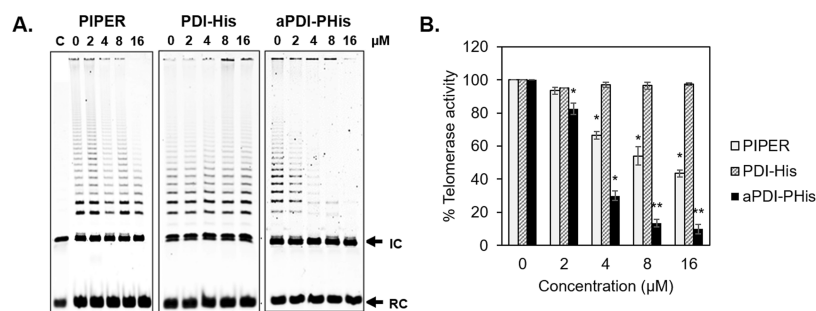 A.
PIPER PDI-His aPDI-PHis
C 0 2 4 8 16 0 2 4 8 16 0 2 4 8 16 µM
IC
RC
B.
% Telomerase activity
120
100
80
60
40
20
0
* * * * * ** **
0 2 4 8 16
Concentration (µM)
PIPER
PDI-His
aPDI-PHis